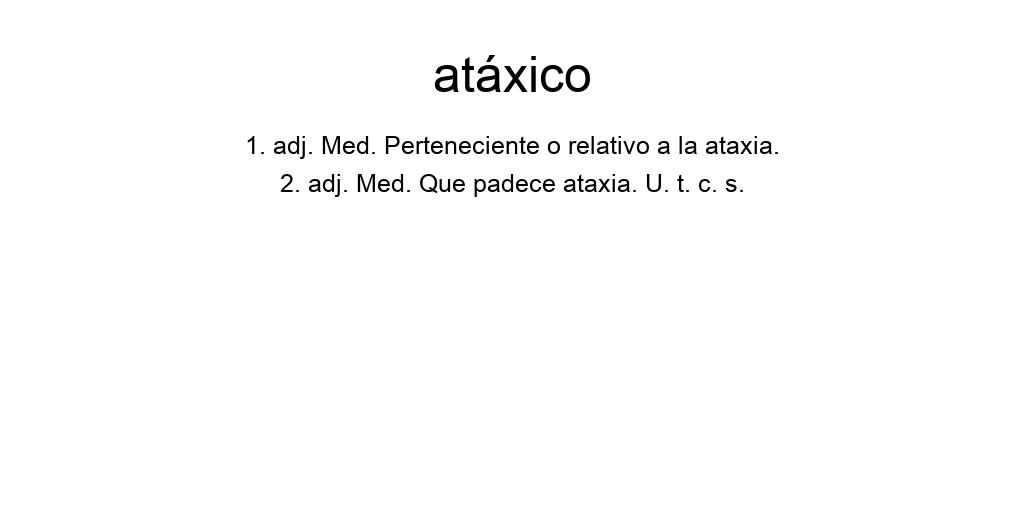 atáxico
1. adj. Med. Perteneciente o relativo a la ataxia.
2. adj. Med. Que padece ataxia. U. t. c. s.